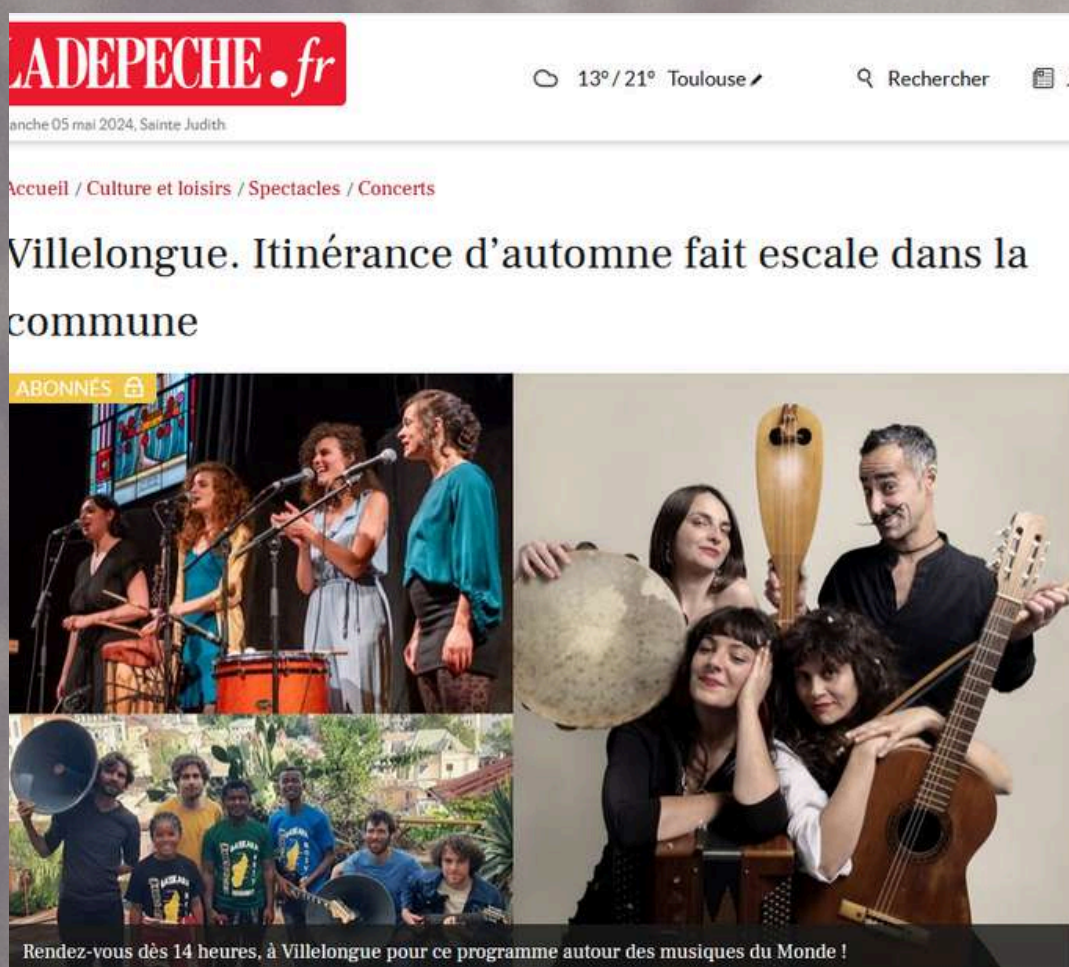 LADEPECHE.fr
13°/21° Toulouse
Rechercher
anche 05 mai 2024, Sainte Judith
Accueil / Culture et loisirs / Spectacles / Concerts
Villelongue. Itinérance d'automne fait escale dans la
commune
ABONNÉS
Rendez-vous dès 14 heures, à Villelongue pour ce programme autour des musiques du Monde !